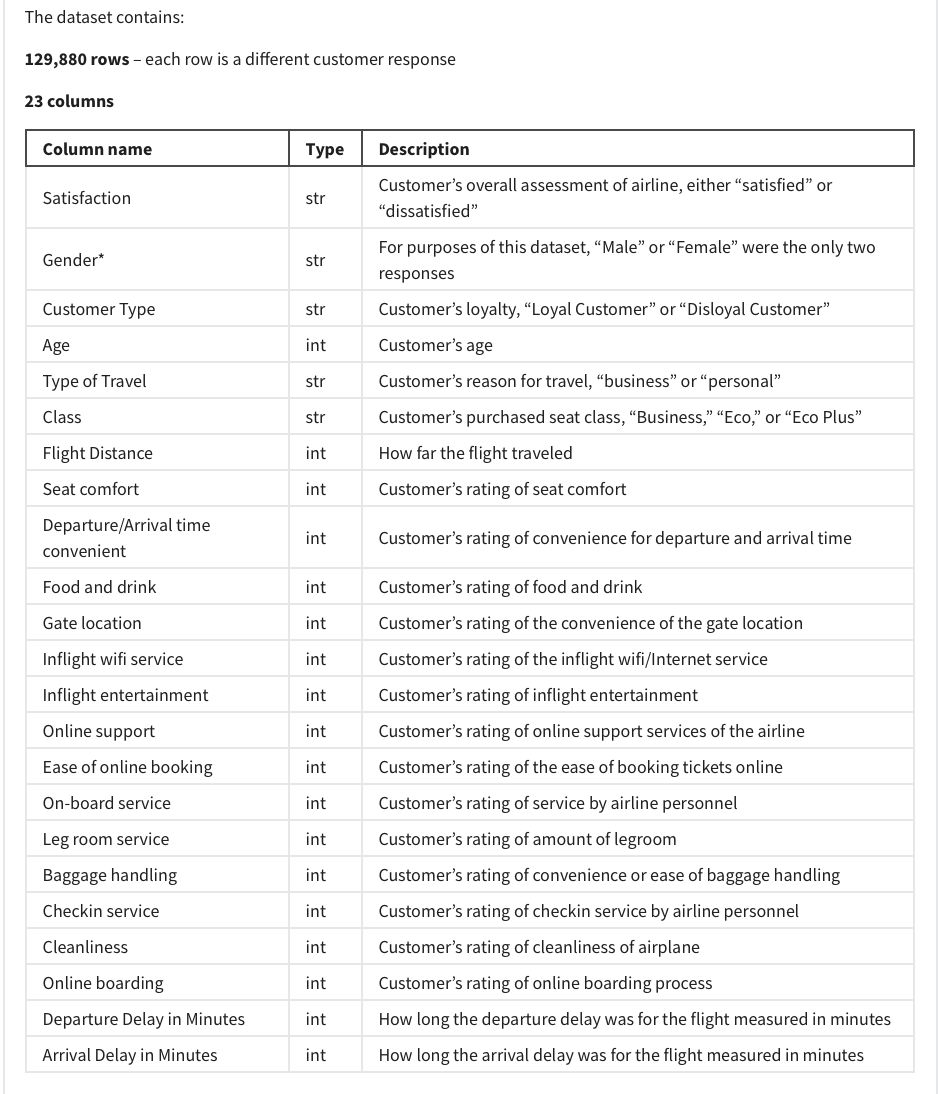 The dataset contains:
129,880 rows – each row is a different customer response
23 columns
Column name Type Description
Satisfaction str Customer’s overall assessment of airline, either “satisfied” or
“dissatisfied”
Gender* str For purposes of this dataset, “Male” or “Female” were the only two
responses
Customer Type str Customer’s loyalty, “Loyal Customer” or “Disloyal Customer”
Age int Customer’s age
Type of Travel str Customer’s reason for travel, “business” or “personal”
Class str Customer’s purchased seat class, “Business,” “Eco,” or “Eco Plus”
Flight Distance int How far the flight traveled
Seat comfort int Customer’s rating of seat comfort
Departure/Arrival time
convenient int Customer’s rating of convenience for departure and arrival time
Food and drink int Customer’s rating of food and drink
Gate location int Customer’s rating of the convenience of the gate location
Inflight wifi service int Customer’s rating of the inflight wifi/Internet service
Inflight entertainment int Customer’s rating of inflight entertainment
Online support int Customer’s rating of online support services of the airline
Ease of online booking int Customer’s rating of the ease of booking tickets online
On-board service int Customer’s rating of service by airline personnel
Leg room service int Customer’s rating of amount of legroom
Baggage handling int Customer’s rating of convenience or ease of baggage handling
Checkin service int Customer’s rating of checkin service by airline personnel
Cleanliness int Customer’s rating of cleanliness of airplane
Online boarding int Customer’s rating of online boarding process
Departure Delay in Minutes int How long the departure delay was for the flight measured in minutes
Arrival Delay in Minutes int How long the arrival delay was for the flight measured in minutes